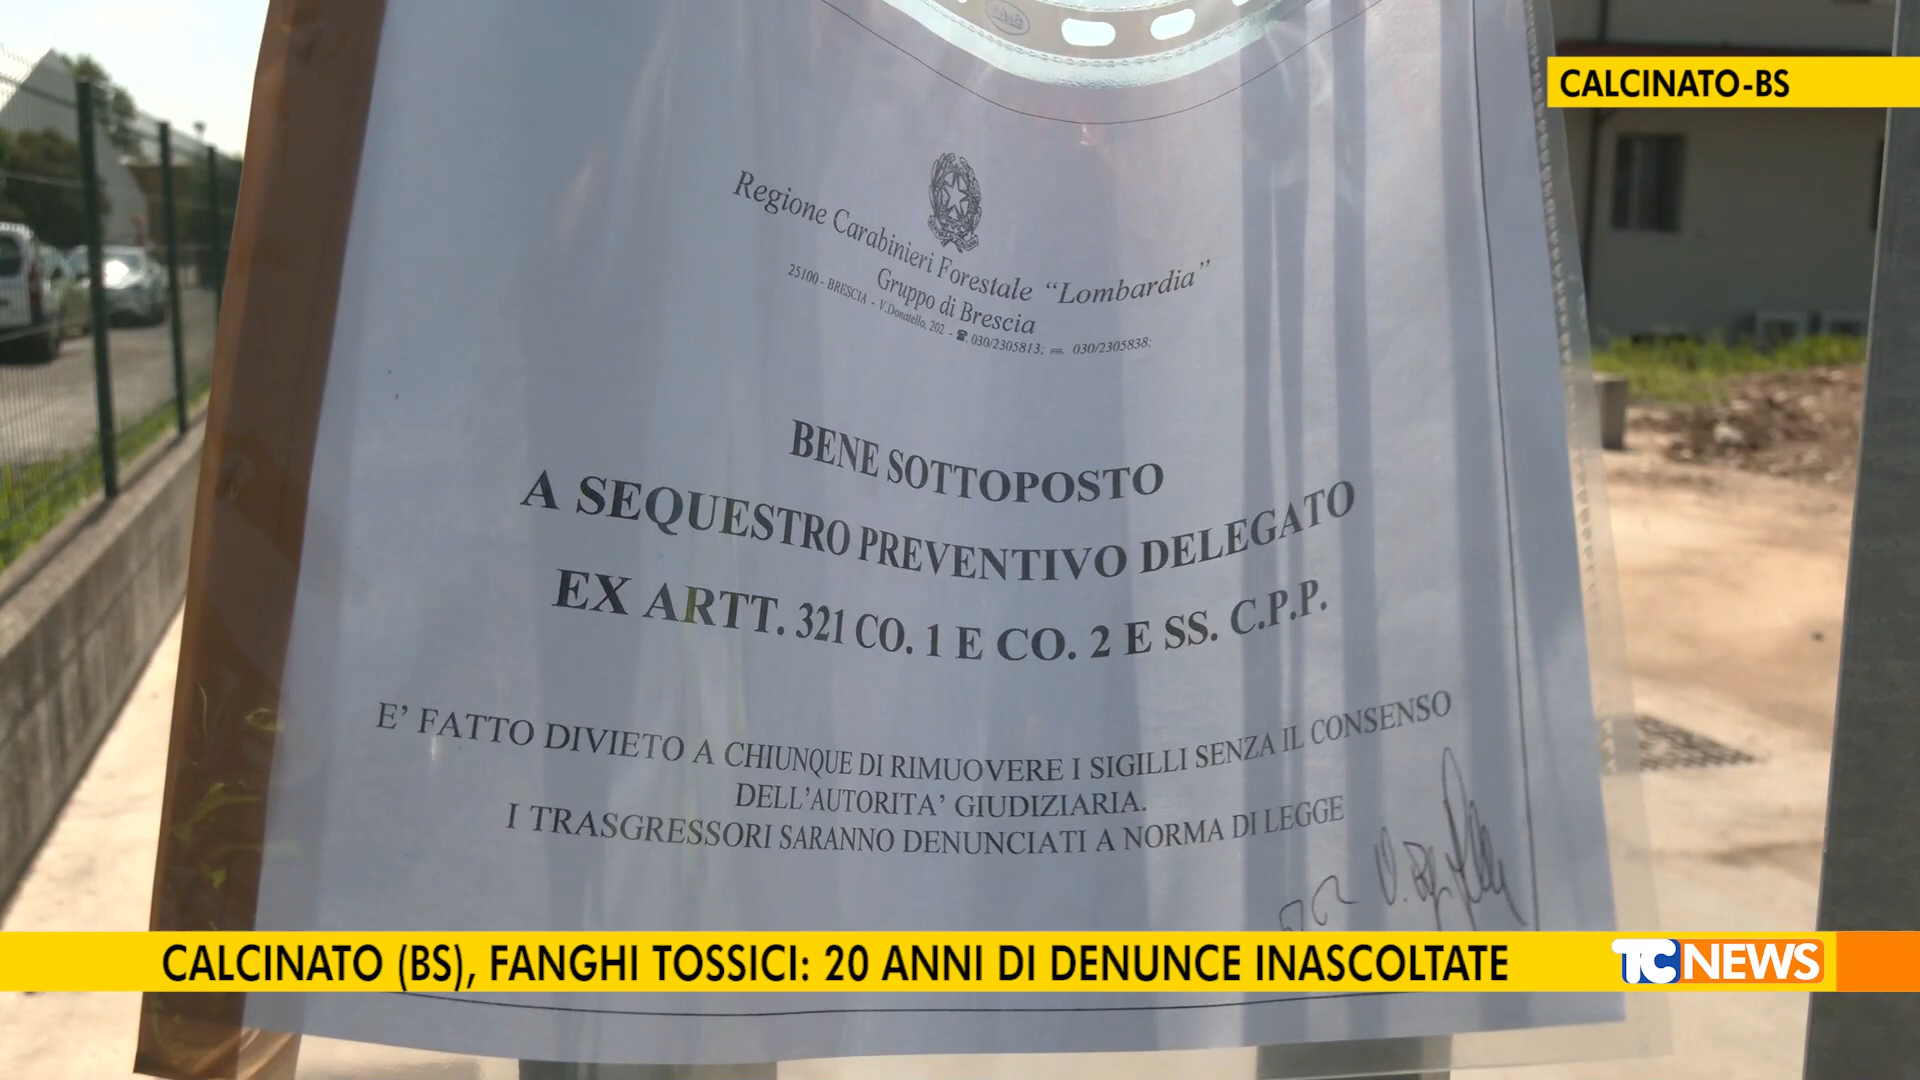 CALCINATO-BS
Regione Carabinieri Forestale “Lombardia”
Gruppo di Brescia
25100 - BRESCIA - V.Donatello, 202 - ☎. 030/2305813; 030/2305838;
BENE SOTTOPOSTO
A SEQUESTRO PREVENTIVO DELEGATO
EX ARTT. 321 CO. 1 E CO. 2 E SS. C.P.P.
E’ FATTO DIVIETO A CHIUNQUE DI RIMUOVERE I SIGILLI SENZA IL CONSENSO
DELL’AUTORITA’ GIUDIZIARIA.
I TRASGRESSORI SARANNO DENUNCIATI A NORMA DI LEGGE
CALCINATO (BS), FANGHI TOSSICI: 20 ANNI DI DENUNCE INASCOLTATE
TC NEWS